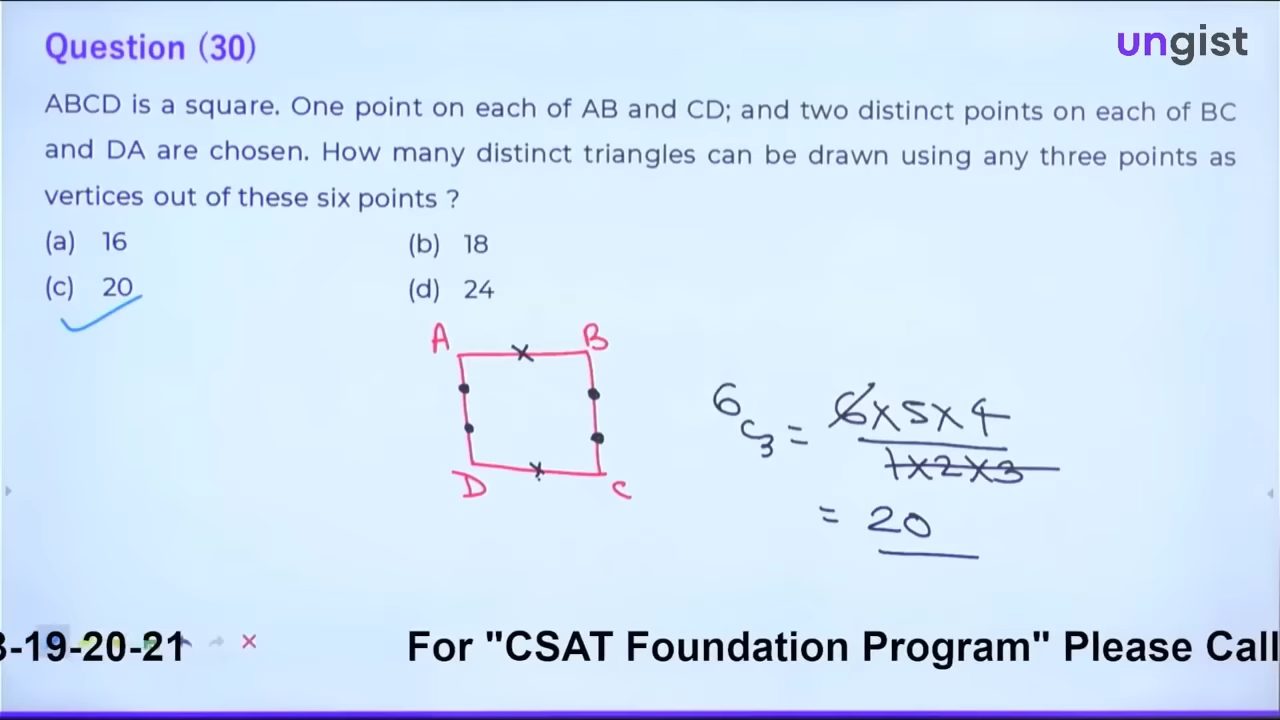 Question (30)
ungist
ABCD is a square. One point on each of AB and CD; and two distinct points on each of BC
and DA are chosen. How many distinct triangles can be drawn using any three points as
vertices out of these six points ?
(a) 16
(b) 18
(c) 20
(d) 24
A
B
D
C
6C3 = 6x5x4
1x2x3
= 20
-19-20-21
For "CSAT Foundation Program" Please Call